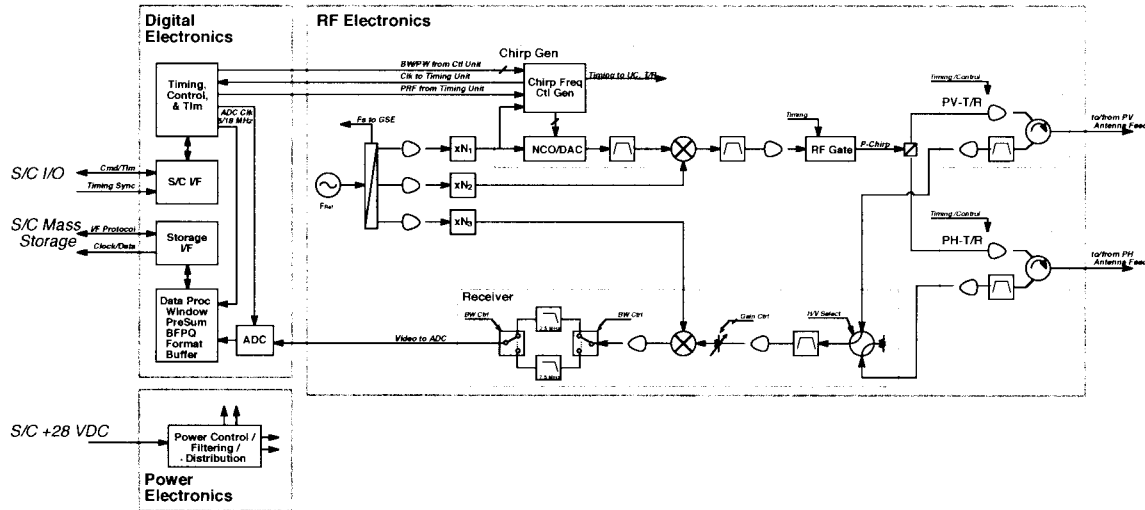 Digital
Electronics
RF Electronics
Chirp Gen
BW/PW from Ctl Unit
Clk to Timing Unit
PRF from Timing Unit
Timing,
Control,
& Tlm
Chirp Freq
Ctl Gen
Timing to U/C, T/R
ADC Clk
Fs to GSE
Timing/Control
PV-T/R
to/from PV
Antenna Feed
xN1
NCO/DAC
Timing
RF Gate
P-Chirp
S/C I/O
Cmd/Tlm
Timing Sync
S/C I/F
xN2
FRef
xN3
S/C Mass
Storage
I/F Protocol
Clock/Data
Storage
I/F
Timing/Control
PH-T/R
to/from PH
Antenna Feed
Data Proc
Window
PreSum
BFPQ
Format
Buffer
ADC
Video to ADC
Receiver
BW Ctrl
BW Ctrl
Gain Ctrl
H/V Select
S/C +28 VDC
Power Control /
Filtering /
Distribution
Power
Electronics